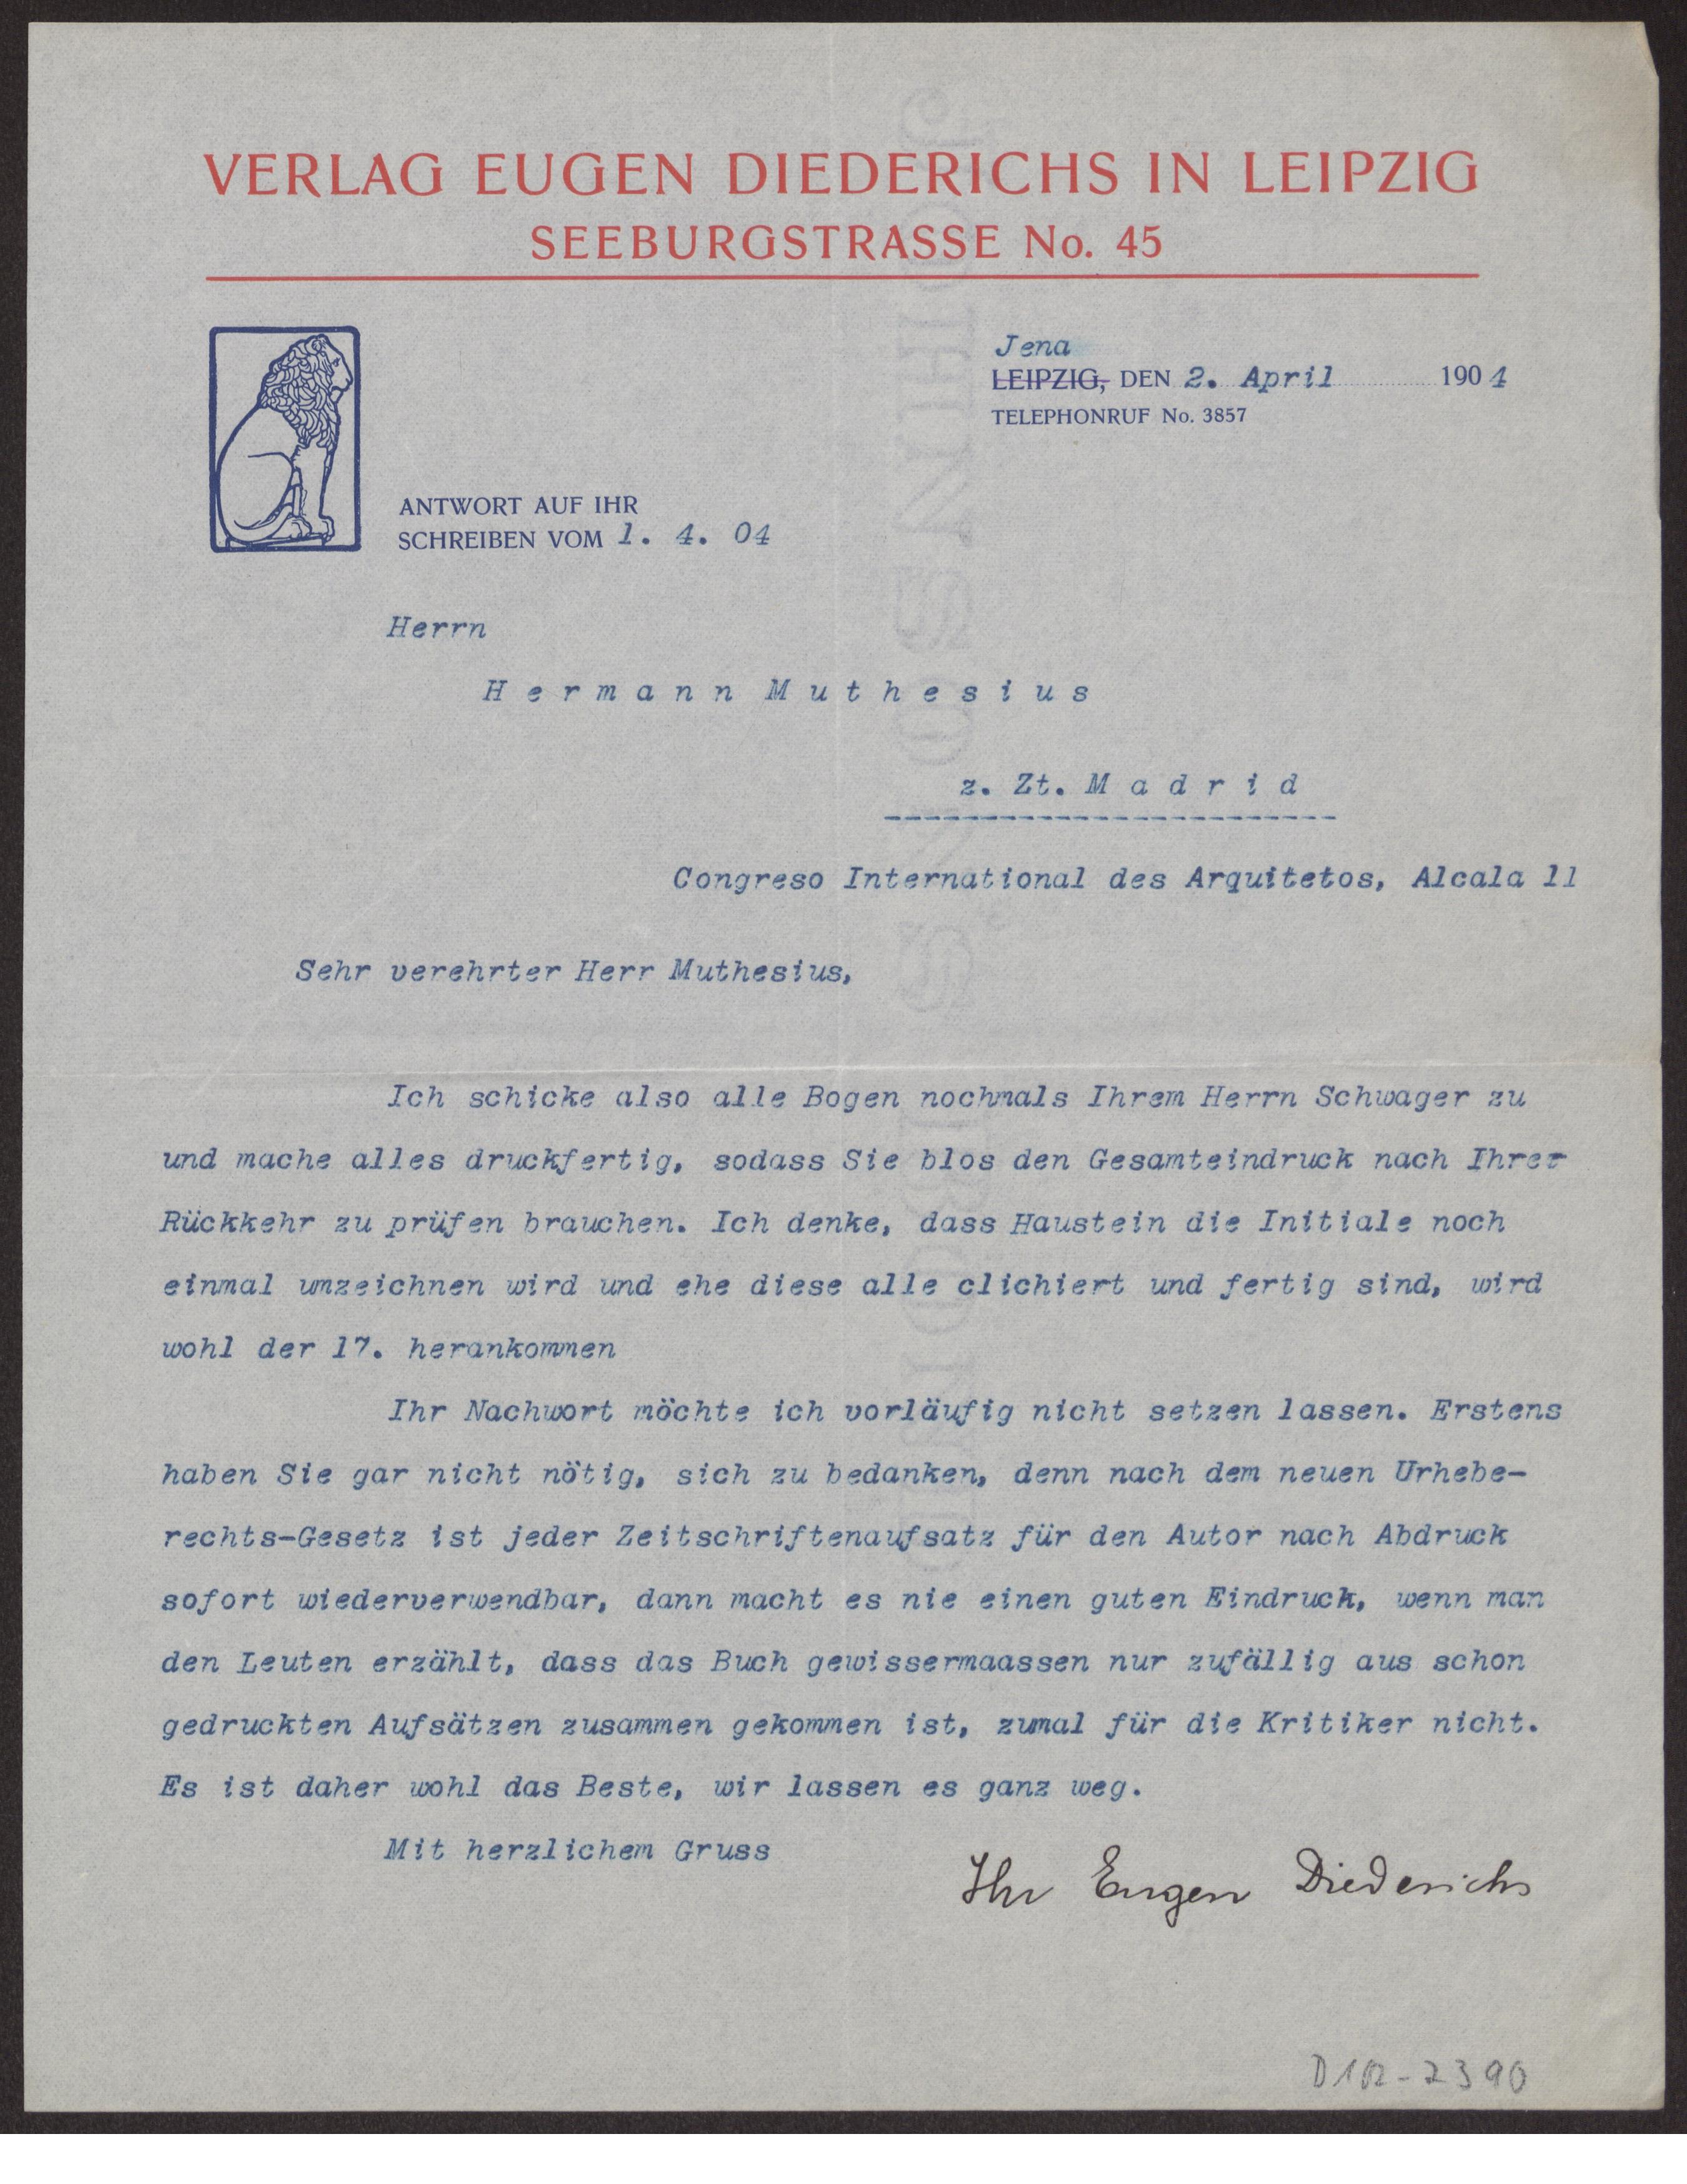 VERLAG EUGEN DIEDERICHS IN LEIPZIG
SEEBURGSTRASSE No. 45
Jena
LEIPZIG, DEN 2. April 1904
TELEPHONRUF No. 3857
ANTWORT AUF IHR
SCHREIBEN VOM 1. 4. 04
Herrn
Hermann Muthesius
z. Zt. Madrid
Congreso International des Arquitetos, Alcala 11
Sehr verehrter Herr Muthesius,
Ich schicke also alle Bogen nochmals Ihrem Herrn Schwager zu
und mache alles druckfertig, sodass Sie blos den Gesamteindruck nach Ihrer
Rückkehr zu prüfen brauchen. Ich denke, dass Haustein die Initiale noch
einmal umzeichnen wird und ehe diese alle clichiert und fertig sind, wird
wohl der 17. herankommen
Ihr Nachwort möchte ich vorläufig nicht setzen lassen. Erstens
haben Sie gar nicht nötig, sich zu bedanken, denn nach dem neuen Urhebe-
rechts-Gesetz ist jeder Zeitschriftenaufsatz für den Autor nach Abdruck
sofort wiederverwendbar, dann macht es nie einen guten Eindruck, wenn man
den Leuten erzählt, dass das Buch gewissermaassen nur zufällig aus schon
gedruckten Aufsätzen zusammen gekommen ist, zumal für die Kritiker nicht.
Es ist daher wohl das Beste, wir lassen es ganz weg.
Mit herzlichem Gruss
Ihr Eugen Diederichs
D102-2390